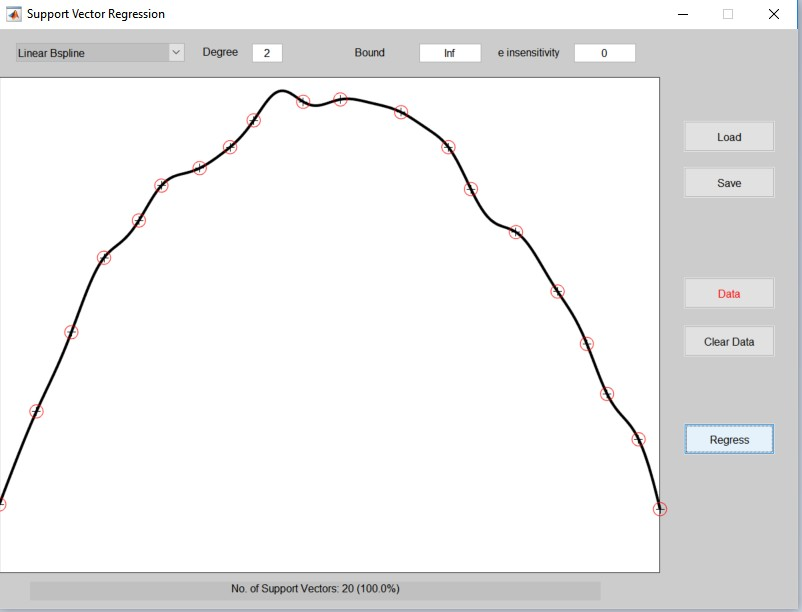 Support Vector Regression
Linear Bspline Degree 2 Bound Inf e insensitivity 0
Load
Save
Data
Clear Data
Regress
No. of Support Vectors: 20 (100.0%)